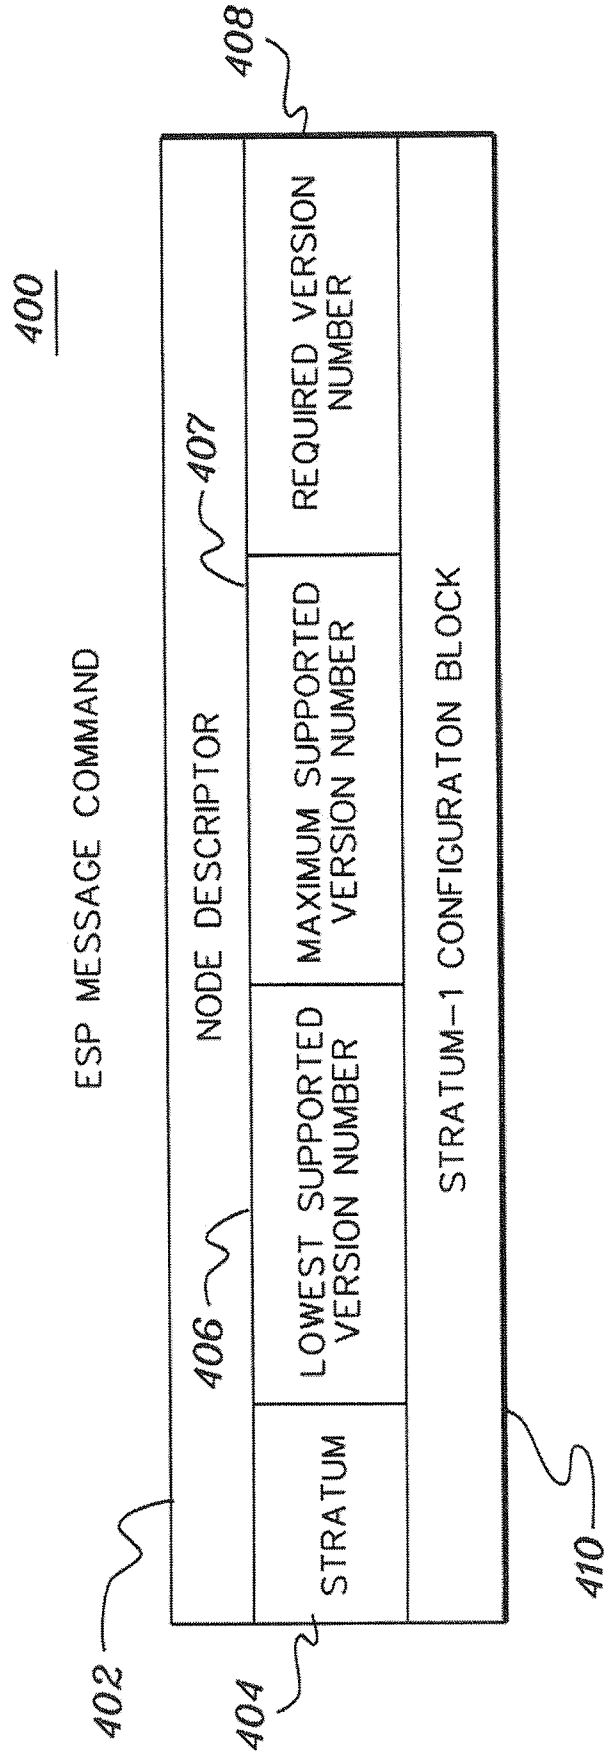 400
ESP MESSAGE COMMAND
402
NODE DESCRIPTOR
406
407
404
STRATUM
LOWEST SUPPORTED
VERSION NUMBER
MAXIMUM SUPPORTED
VERSION NUMBER
REQUIRED VERSION
NUMBER
408
STRATUM-1 CONFIGURATON BLOCK
410